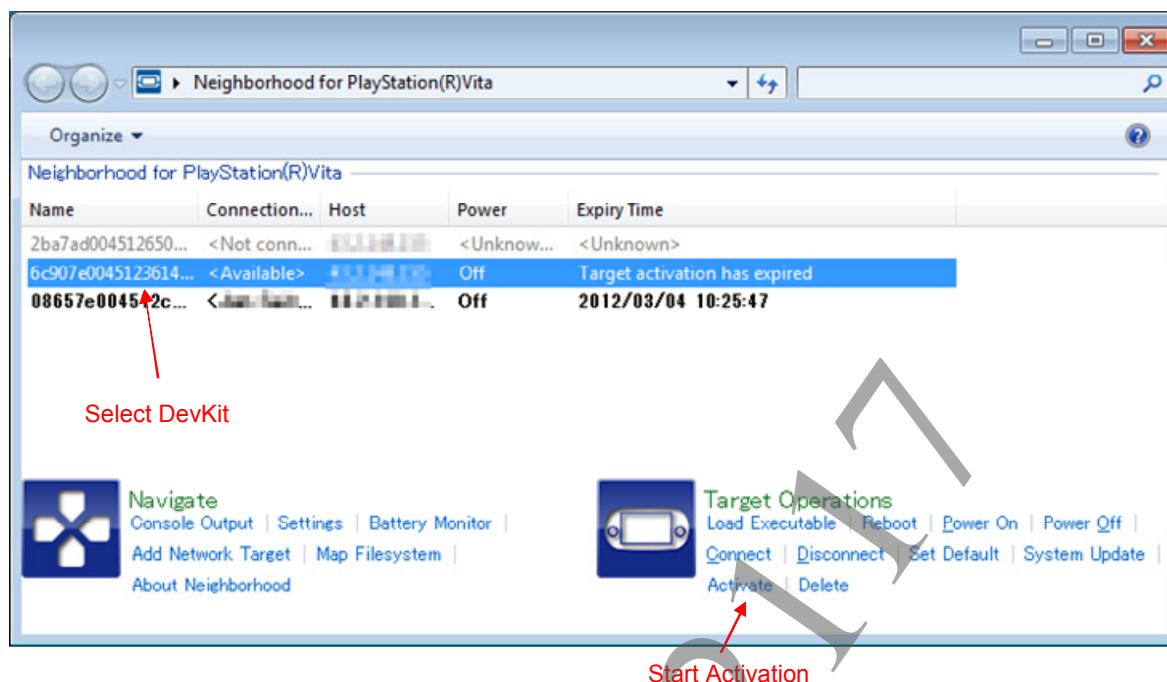 Neighborhood for PlayStation(R)Vita
Organize
Neighborhood for PlayStation(R)Vita
Name Connection... Host Power Expiry Time
2ba7ad004512650... <Not conn... <Unknow... <Unknown>
6c907e0045123614... <Available> Off Target activation has expired
08657e004512c... Off 2012/03/04 10:25:47
Select DevKit
Navigate
Console Output | Settings | Battery Monitor |
Add Network Target | Map Filesystem |
About Neighborhood
Target Operations
Load Executable | Reboot | Power On | Power Off |
Connect | Disconnect | Set Default | System Update |
Activate | Delete
Start Activation